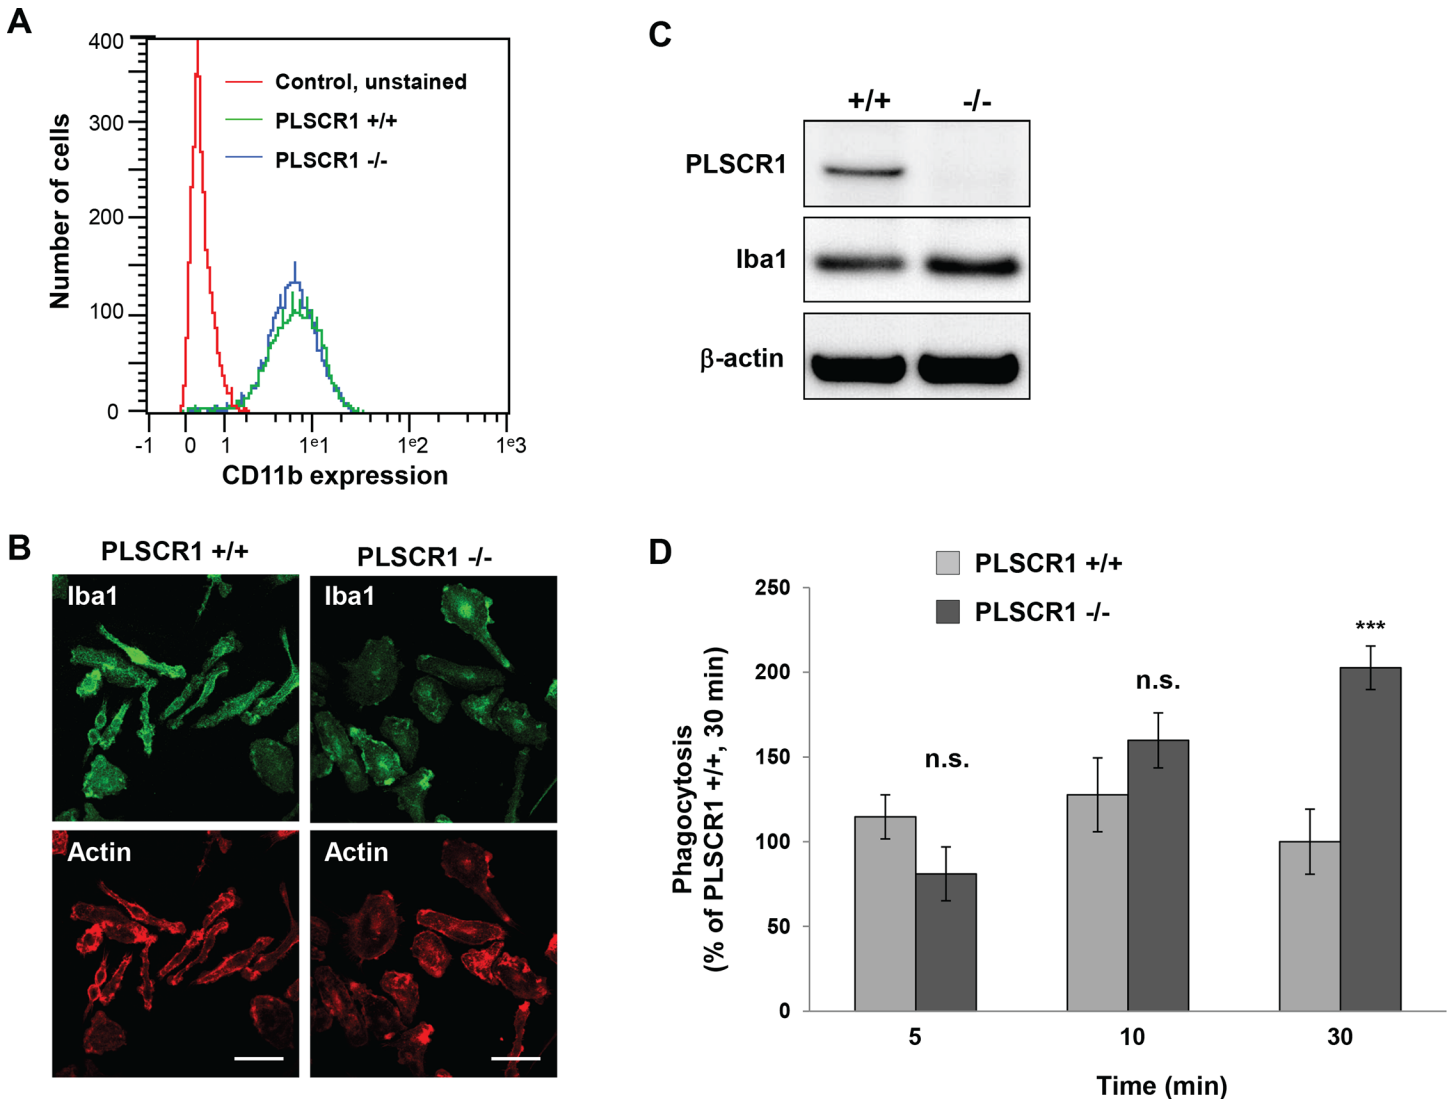 A
400
300
200
100
0
Number of cells
Control, unstained
PLSCR1 +/+
PLSCR1 -/-
-1 0 1 1e1 1e2 1e3
CD11b expression
B
PLSCR1 +/+ PLSCR1 -/-
Iba1 Iba1
Actin Actin
C
+/+ -/-
PLSCR1
Iba1
β-actin
D
PLSCR1 +/+
PLSCR1 -/-
250
200
150
100
50
0
Phagocytosis
(% of PLSCR1 +/+, 30 min)
n.s.
n.s.
***
5 10 30
Time (min)